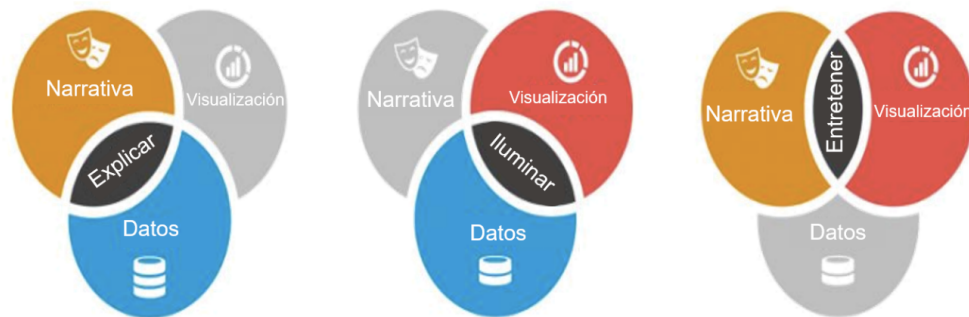 Narrativa
Visualización
Explicar
Datos
Narrativa
Visualización
Iluminar
Datos
Narrativa
Visualización
Entretener
Datos